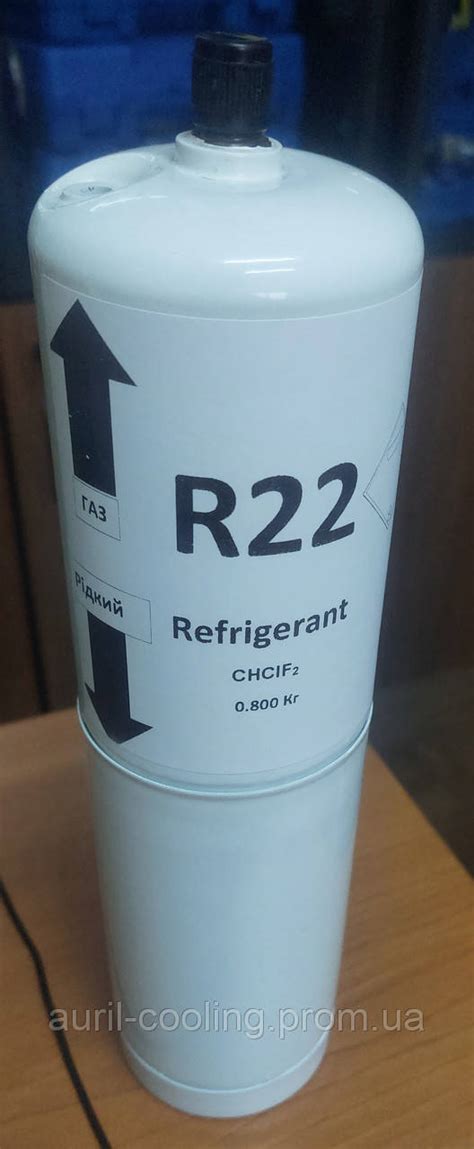 ГАЗ
R22
Рідкий
Refrigerant
CHClF₂
0.800 Кг
auril-cooling.prom.ua